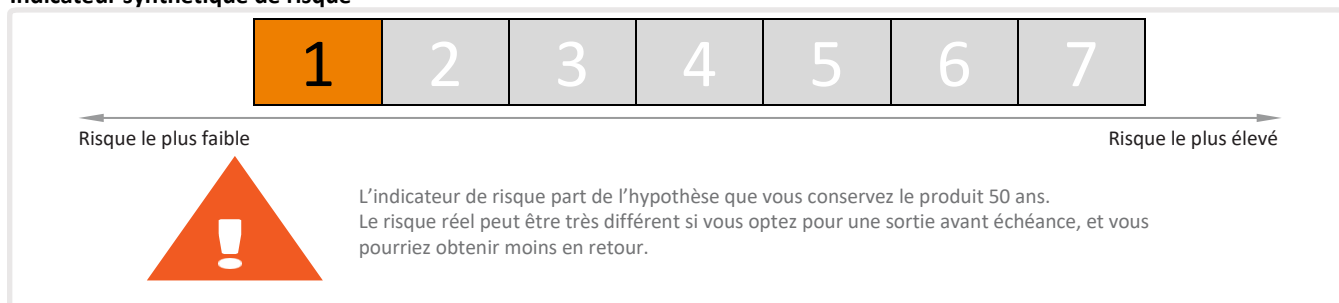 Indicateur synthétique de risque
1 2 3 4 5 6 7
Risque le plus faible Risque le plus élevé
L'indicateur de risque part de l'hypothèse que vous conservez le produit 50 ans.
Le risque réel peut être très différent si vous optez pour une sortie avant échéance, et vous
pourriez obtenir moins en retour.